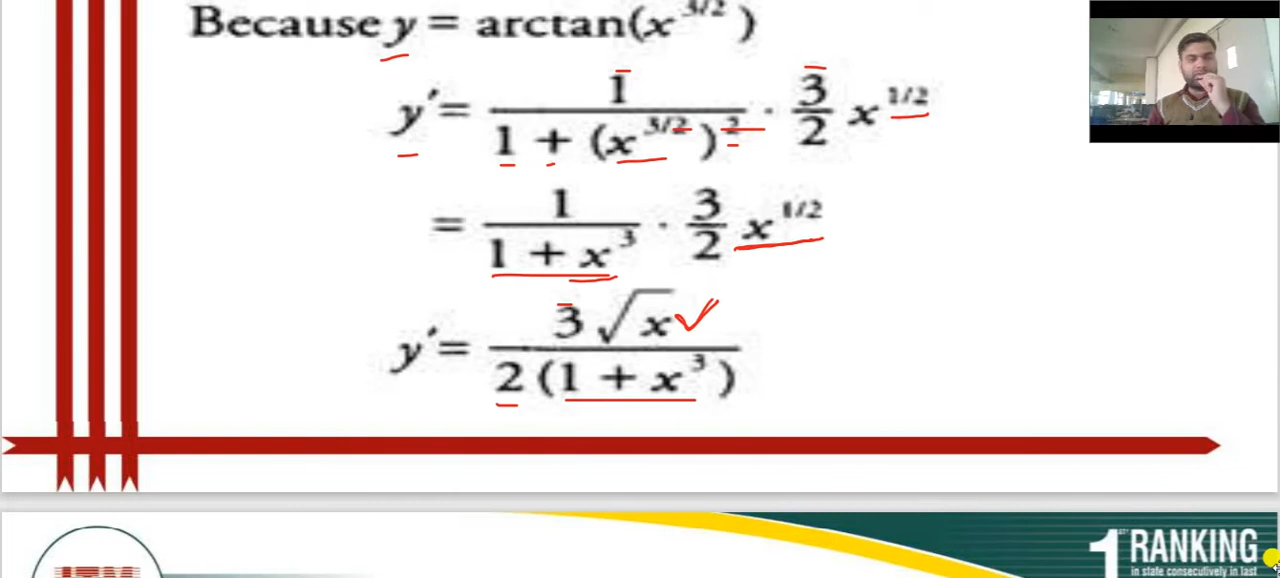 Because y = arctan(x^3/2)
y′ = 1/(1 + (x^3/2)^2) · 3/2 x^1/2
= 1/(1 + x^3) · 3/2 x^1/2
y′ = 3√x/(2(1 + x^3))
1ST RANKING
in state consecutively in last